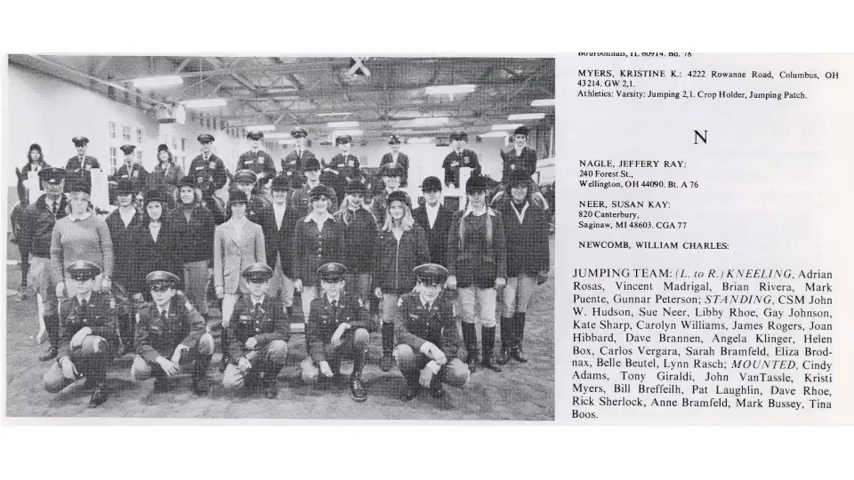 Bourbonnais, IL 60914. Bd. 78
MYERS, KRISTINE K.: 4222 Rowanne Road, Columbus, OH
43214. GW 2,1.
Athletics: Varsity: Jumping 2,1. Crop Holder, Jumping Patch.
N
NAGLE, JEFFERY RAY:
240 Forest St.,
Wellington, OH 44090. Bt. A 76
NEER, SUSAN KAY:
820 Canterbury,
Saginaw, MI 48603. CGA 77
NEWCOMB, WILLIAM CHARLES:
JUMPING TEAM: (L. to R.) KNEELING, Adrian
Rosas, Vincent Madrigal, Brian Rivera, Mark
Puente, Gunnar Peterson; STANDING, CSM John
W. Hudson, Sue Neer, Libby Rhoe, Gay Johnson,
Kate Sharp, Carolyn Williams, James Rogers, Joan
Hibbard, Dave Brannen, Angela Klinger, Helen
Box, Carlos Vergara, Sarah Bramfeld, Eliza Brod-
nax, Belle Beutel, Lynn Rasch; MOUNTED, Cindy
Adams, Tony Giraldi, John VanTassle, Kristi
Myers, Bill Breffeilh, Pat Laughlin, Dave Rhoe,
Rick Sherlock, Anne Bramfeld, Mark Bussey, Tina
Boos.